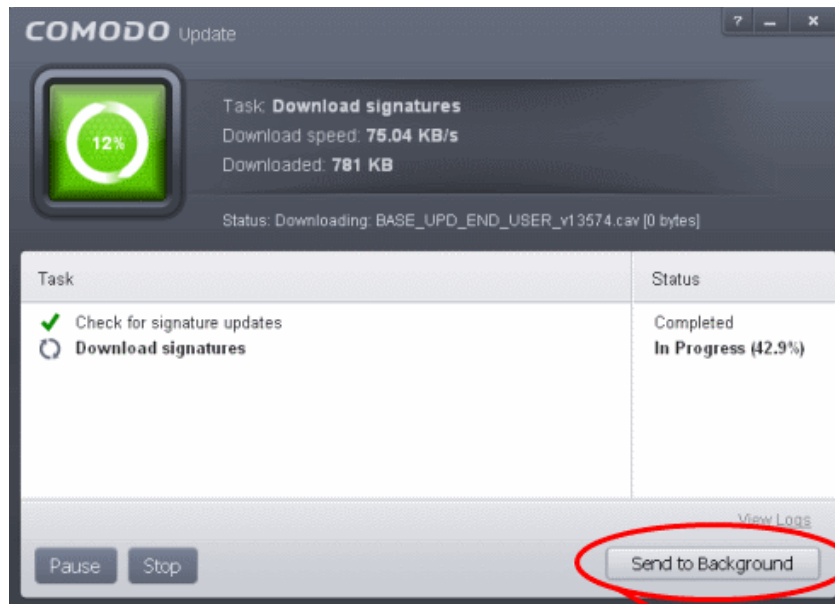 COMODO Update
? _ x
12%
Task: Download signatures
Download speed: 75.04 KB/s
Downloaded: 781 KB
Status: Downloading: BASE_UPD_END_USER_v13574.cav [0 bytes]
Task Status
Check for signature updates Completed
Download signatures In Progress (42.9%)
View Logs
Pause Stop Send to Background